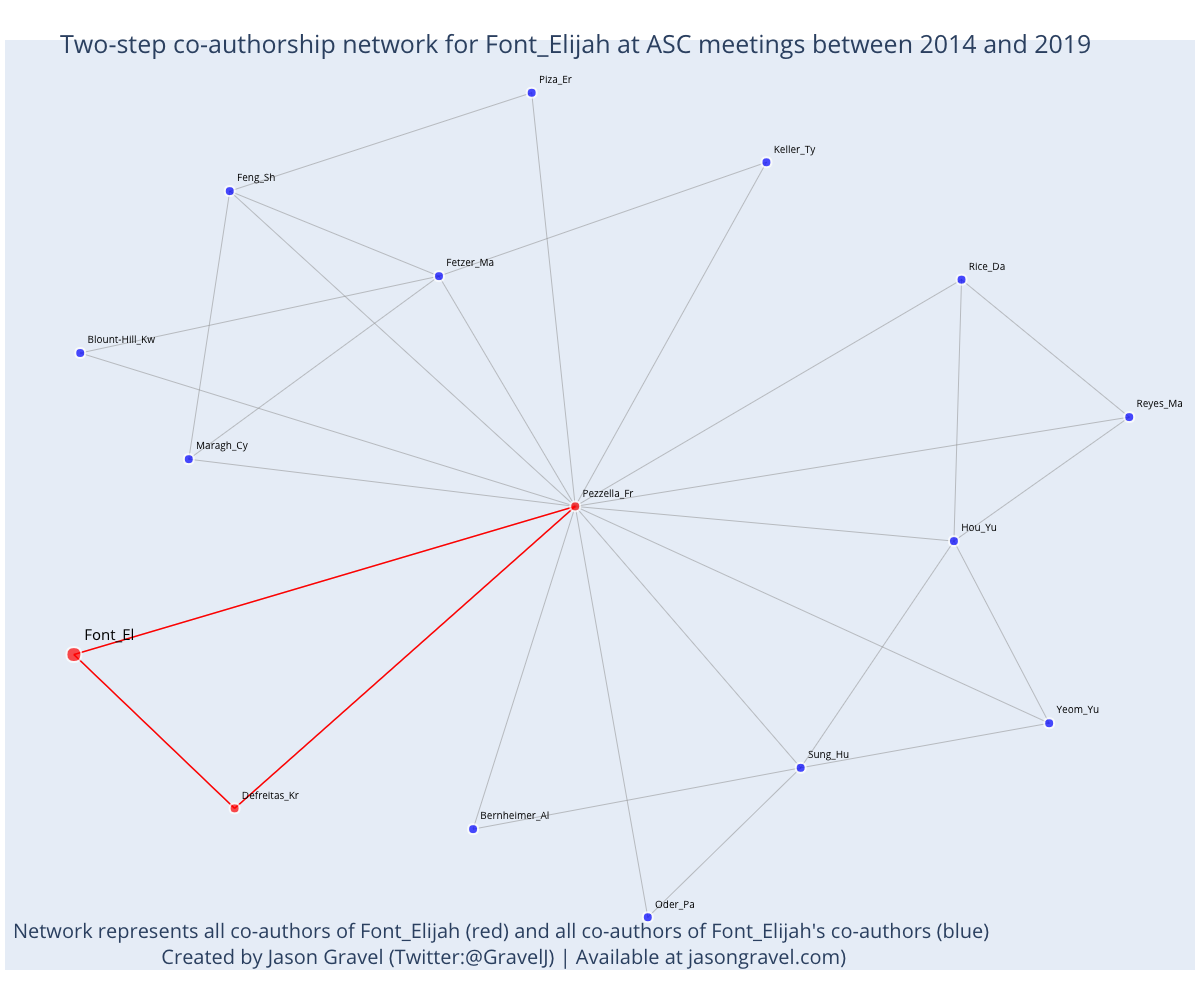 Two-step co-authorship network for Font_Elijah at ASC meetings between 2014 and 2019
Piza_Er
Keller_Ty
Feng_Sh
Fetzer_Ma
Rice_Da
Blount-Hill_Kw
Reyes_Ma
Maragh_Cy
Pezzella_Fr
Hou_Yu
Font_El
Yeom_Yu
Sung_Hu
Defreitas_Kr
Bernheimer_Al
Oder_Pa
Network represents all co-authors of Font_Elijah (red) and all co-authors of Font_Elijah's co-authors (blue)
Created by Jason Gravel (Twitter:@GravelJ) | Available at jasongravel.com)